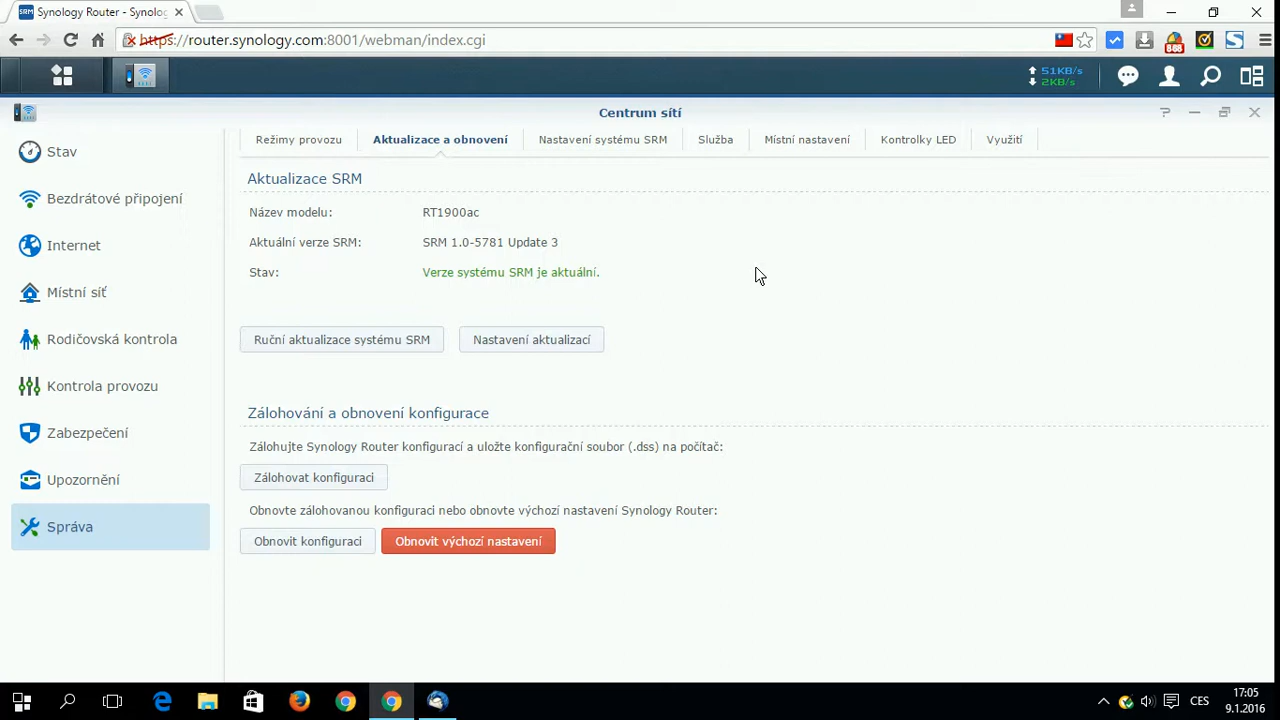 SRM Synology Router - Synolog
https://router.synology.com:8001/webman/index.cgi
51KB/s
2KB/s
Centrum sítí
Stav
Bezdrátové připojení
Internet
Místní síť
Rodičovská kontrola
Kontrola provozu
Zabezpečení
Upozornění
Správa
Režimy provozu
Aktualizace a obnovení
Nastavení systému SRM
Služba
Místní nastavení
Kontrolky LED
Využití
Aktualizace SRM
Název modelu: RT1900ac
Aktuální verze SRM: SRM 1.0-5781 Update 3
Stav: Verze systému SRM je aktuální.
Ruční aktualizace systému SRM
Nastavení aktualizací
Zálohování a obnovení konfigurace
Zálohujte Synology Router konfigurací a uložte konfigurační soubor (.dss) na počítač:
Zálohovat konfiguraci
Obnovte zálohovanou konfiguraci nebo obnovte výchozí nastavení Synology Router:
Obnovit konfiguraci
Obnovit výchozí nastavení
CES
17:05
9.1.2016